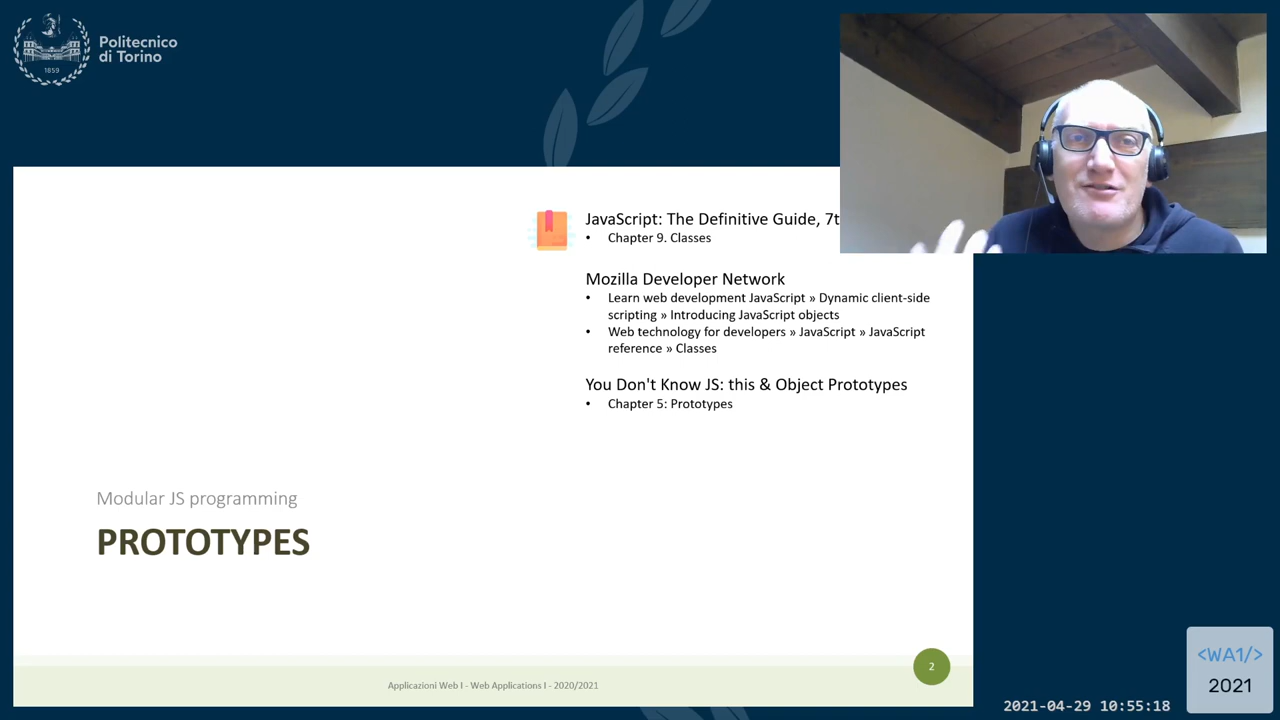 Politecnico
di Torino
1859
JavaScript: The Definitive Guide, 7t
• Chapter 9. Classes
Mozilla Developer Network
• Learn web development JavaScript » Dynamic client-side
scripting » Introducing JavaScript objects
• Web technology for developers » JavaScript » JavaScript
reference » Classes
You Don't Know JS: this & Object Prototypes
• Chapter 5: Prototypes
Modular JS programming
PROTOTYPES
Applicazioni Web I - Web Applications I - 2020/2021
2
<WA1/>
2021
2021-04-29 10:55:18